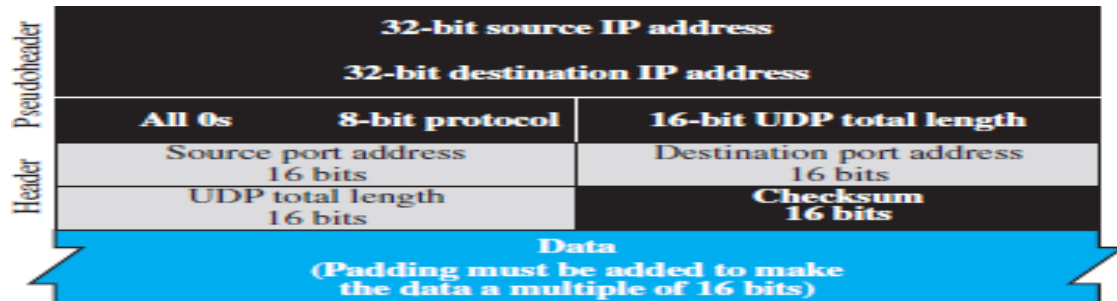 Pseudoheader
32-bit source IP address
32-bit destination IP address
All 0s 8-bit protocol 16-bit UDP total length
Header
Source port address Destination port address
16 bits 16 bits
UDP total length Checksum
16 bits 16 bits
Data
(Padding must be added to make
the data a multiple of 16 bits)